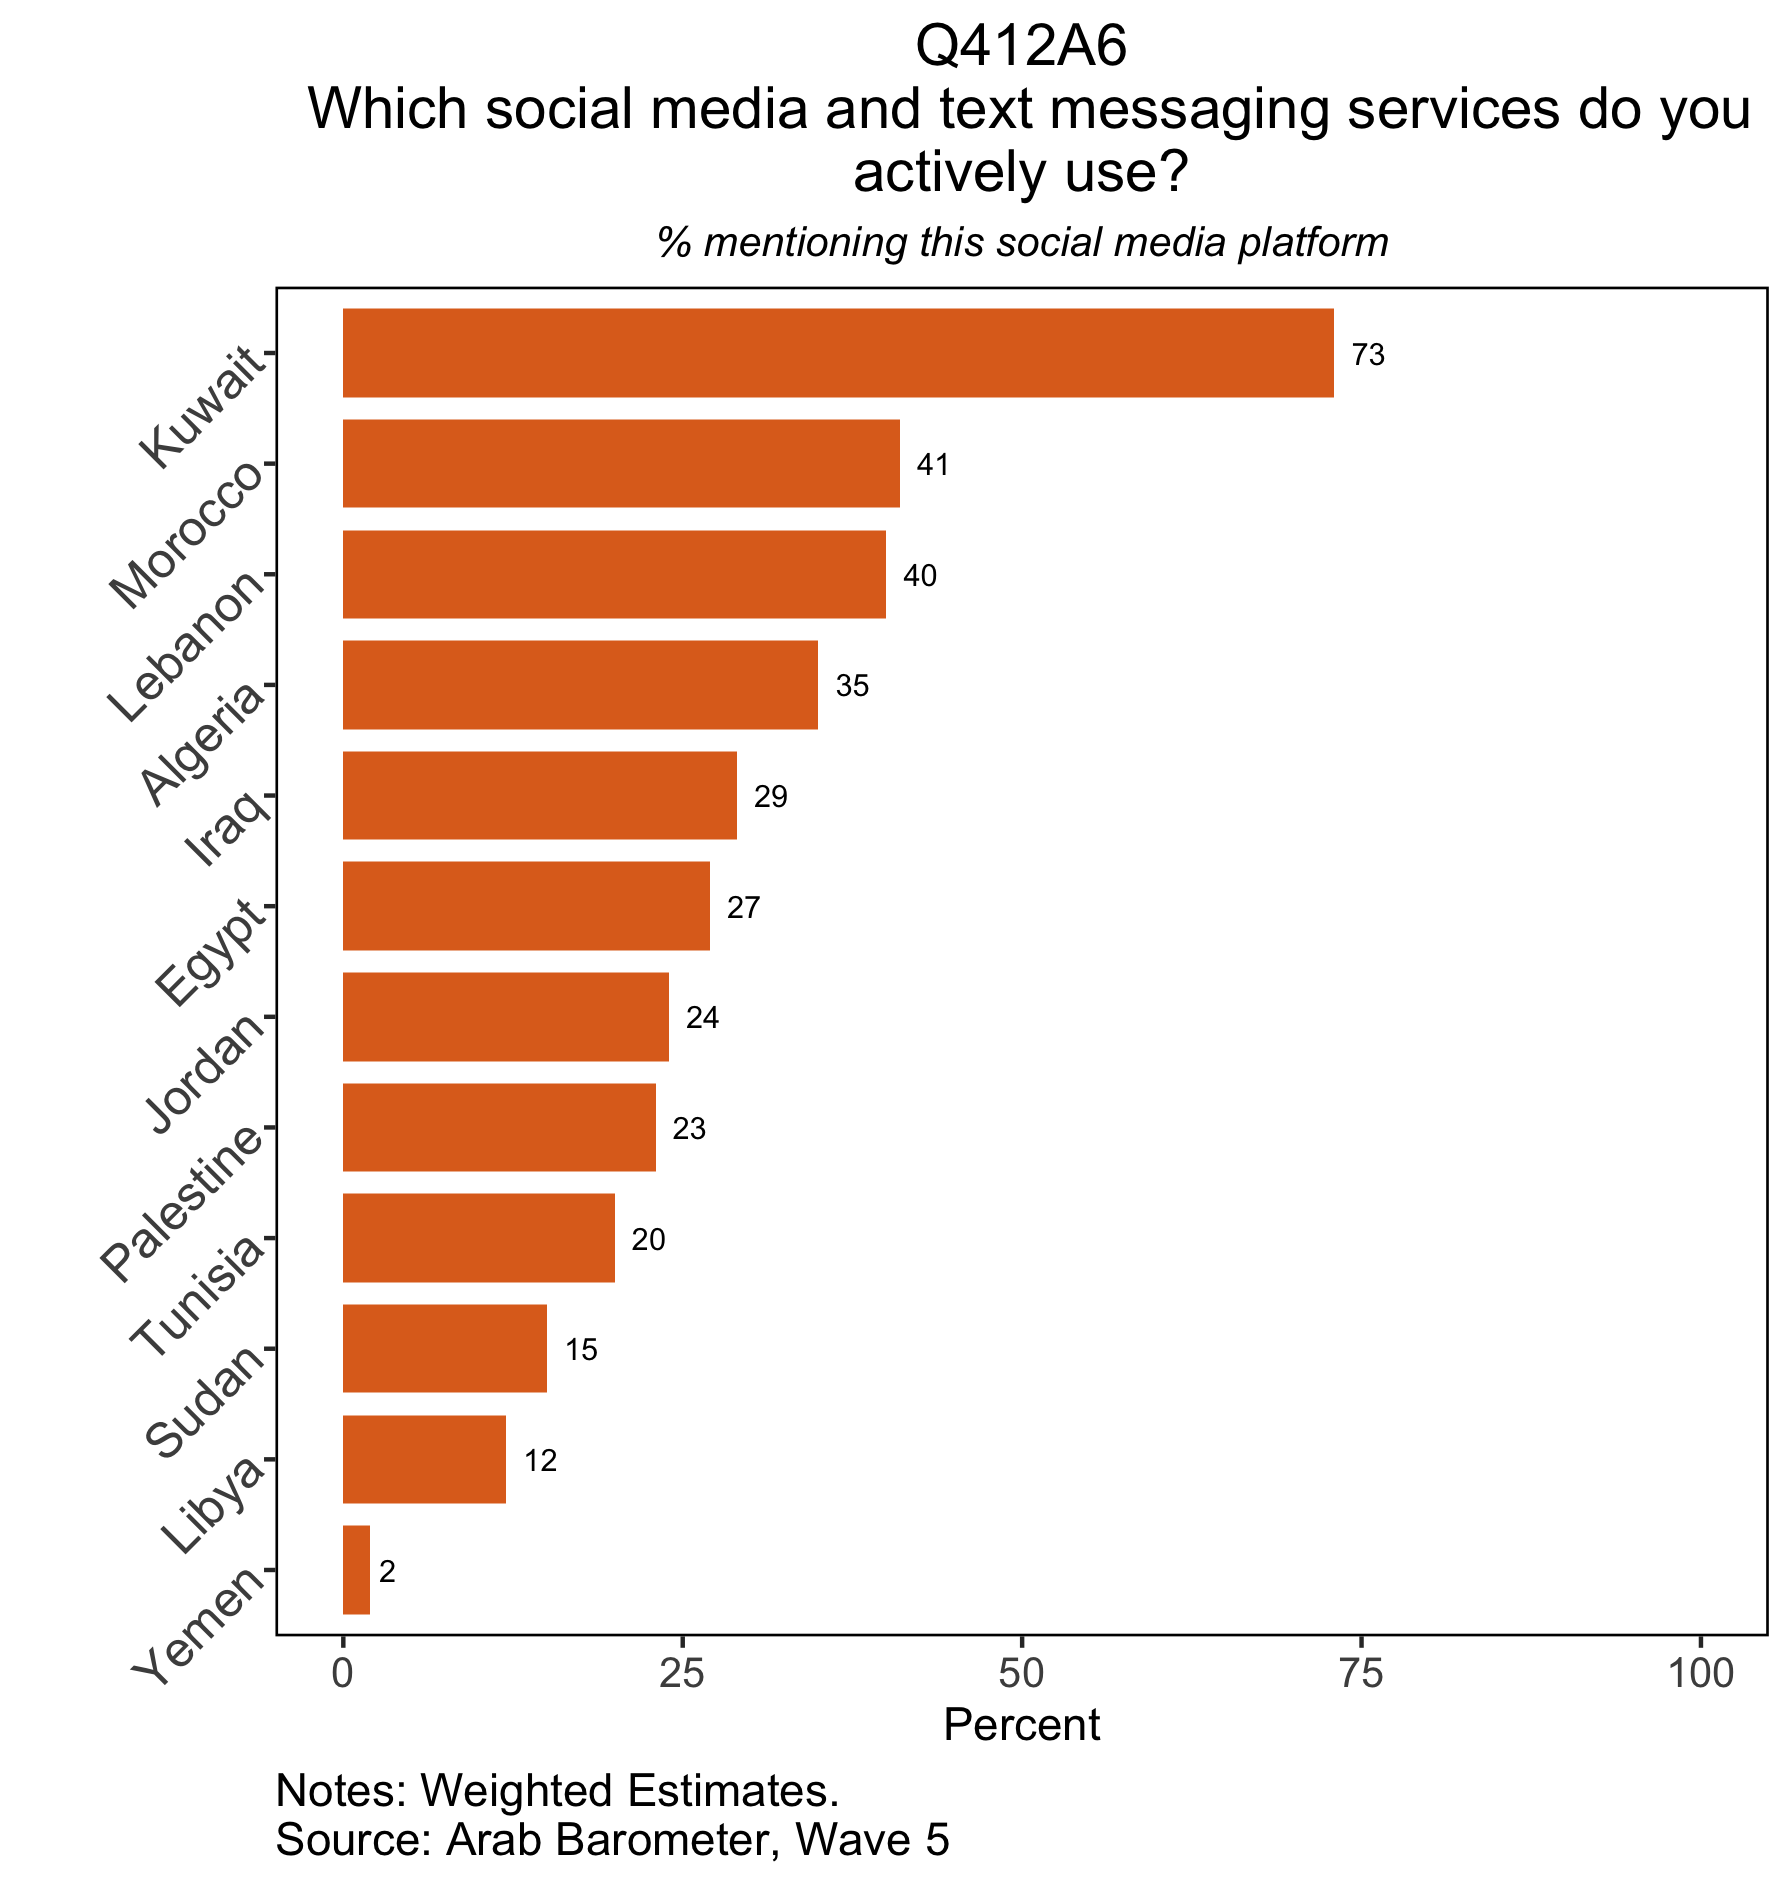 Q412A6
Which social media and text messaging services do you
actively use?
% mentioning this social media platform
Kuwait 73
Morocco 41
Lebanon 40
Algeria 35
Iraq 29
Egypt 27
Jordan 24
Palestine 23
Tunisia 20
Sudan 15
Libya 12
Yemen 2
0 25 50 75 100
Percent
Notes: Weighted Estimates.
Source: Arab Barometer, Wave 5